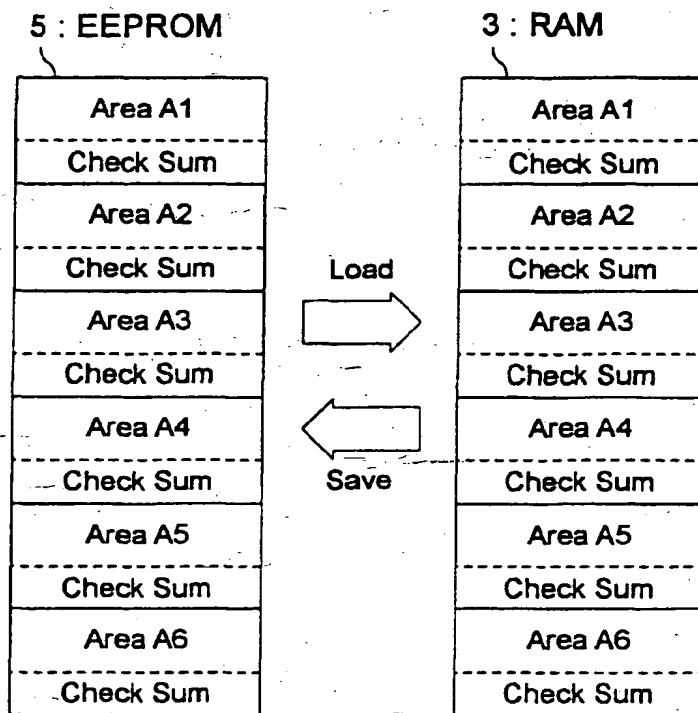 5 : EEPROM
Area A1
Check Sum
Area A2
Check Sum
Area A3
Check Sum
Area A4
Check Sum
Area A5
Check Sum
Area A6
Check Sum
Load
Save
3 : RAM
Area A1
Check Sum
Area A2
Check Sum
Area A3
Check Sum
Area A4
Check Sum
Area A5
Check Sum
Area A6
Check Sum